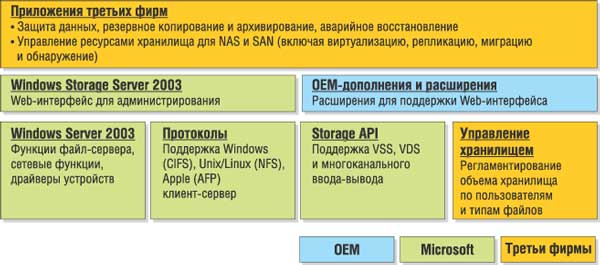 Приложения третьих фирм
• Защита данных, резервное копирование и архивирование, аварийное восстановление
• Управление ресурсами хранилища для NAS и SAN (включая виртуализацию, репликацию, миграцию
и обнаружение)
Windows Storage Server 2003
Web-интерфейс для администрирования
OEM-дополнения и расширения
Расширения для поддержки Web-интерфейса
Windows Server 2003
Функции файл-сервера,
сетевые функции,
драйверы устройств
Протоколы
Поддержка Windows
(CIFS), Unix/Linux (NFS),
Apple (AFP)
клиент-сервер
Storage API
Поддержка VSS, VDS
и многоканального
ввода-вывода
Управление
хранилищем
Регламентирование
объема хранилища
по пользователям
и типам файлов
OEM
Microsoft
Третьи фирмы